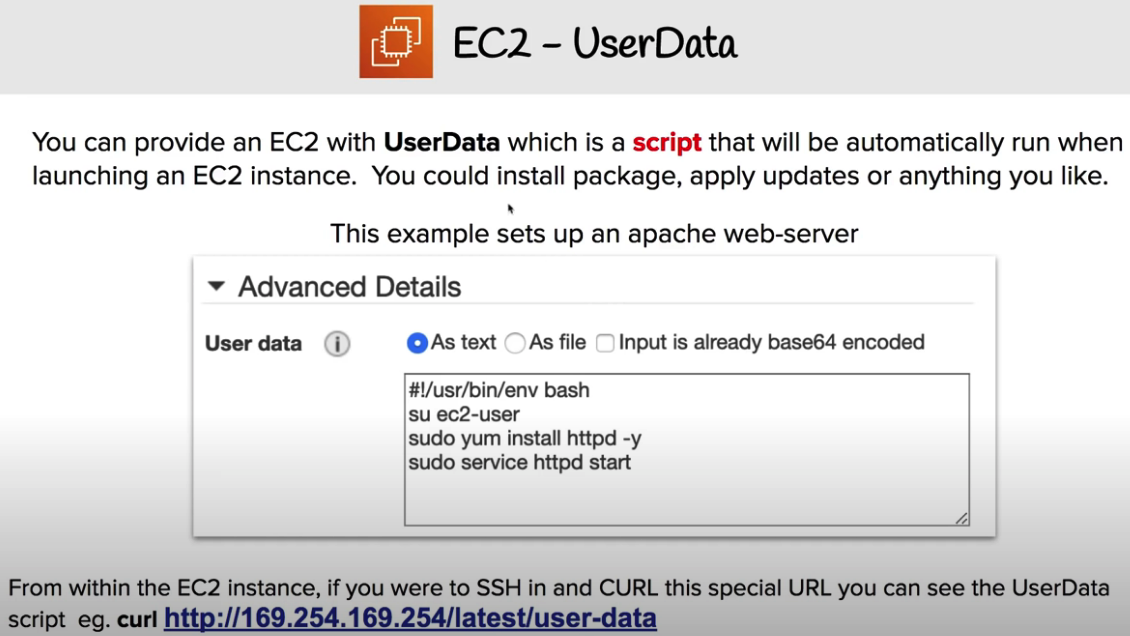 EC2 – UserData
You can provide an EC2 with UserData which is a script that will be automatically run when
launching an EC2 instance. You could install package, apply updates or anything you like.
This example sets up an apache web-server
Advanced Details
User data i As text As file Input is already base64 encoded
#!/usr/bin/env bash
su ec2-user
sudo yum install httpd -y
sudo service httpd start
From within the EC2 instance, if you were to SSH in and CURL this special URL you can see the UserData
script eg. curl http://169.254.169.254/latest/user-data